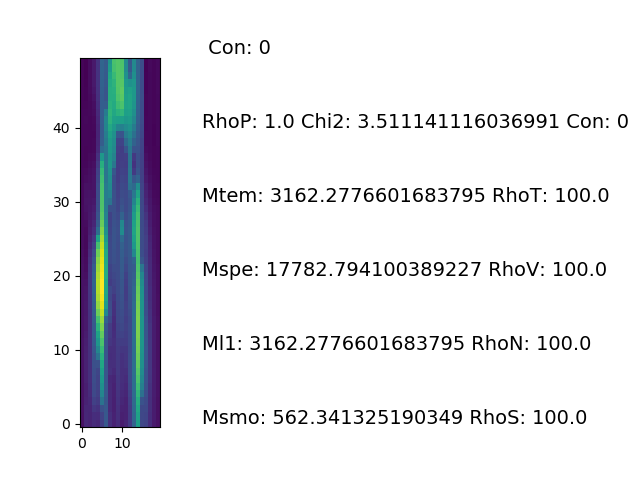 Con: 0
RhoP: 1.0 Chi2: 3.511141116036991 Con: 0
40
Mtem: 3162.2776601683795 RhoT: 100.0
30
Mspe: 17782.794100389227 RhoV: 100.0
20
Ml1: 3162.2776601683795 RhoN: 100.0
10
Msmo: 562.341325190349 RhoS: 100.0
0
0 10